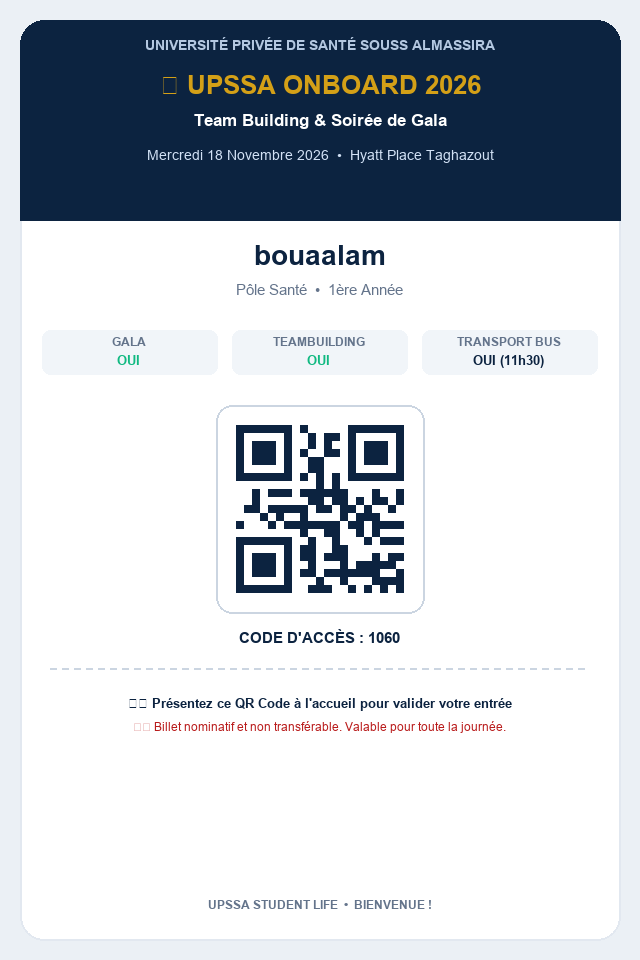 UNIVERSITÉ PRIVÉE DE SANTÉ SOUSS ALMASSIRA
UPSSA ONBOARD 2026
Team Building & Soirée de Gala
Mercredi 18 Novembre 2026 • Hyatt Place Taghazout
bouaalam
Pôle Santé • 1ère Année
GALA
OUI
TEAMBUILDING
OUI
TRANSPORT BUS
OUI (11h30)
CODE D'ACCÈS : 1060
Présentez ce QR Code à l'accueil pour valider votre entrée
Billet nominatif et non transférable. Valable pour toute la journée.
UPSSA STUDENT LIFE • BIENVENUE !